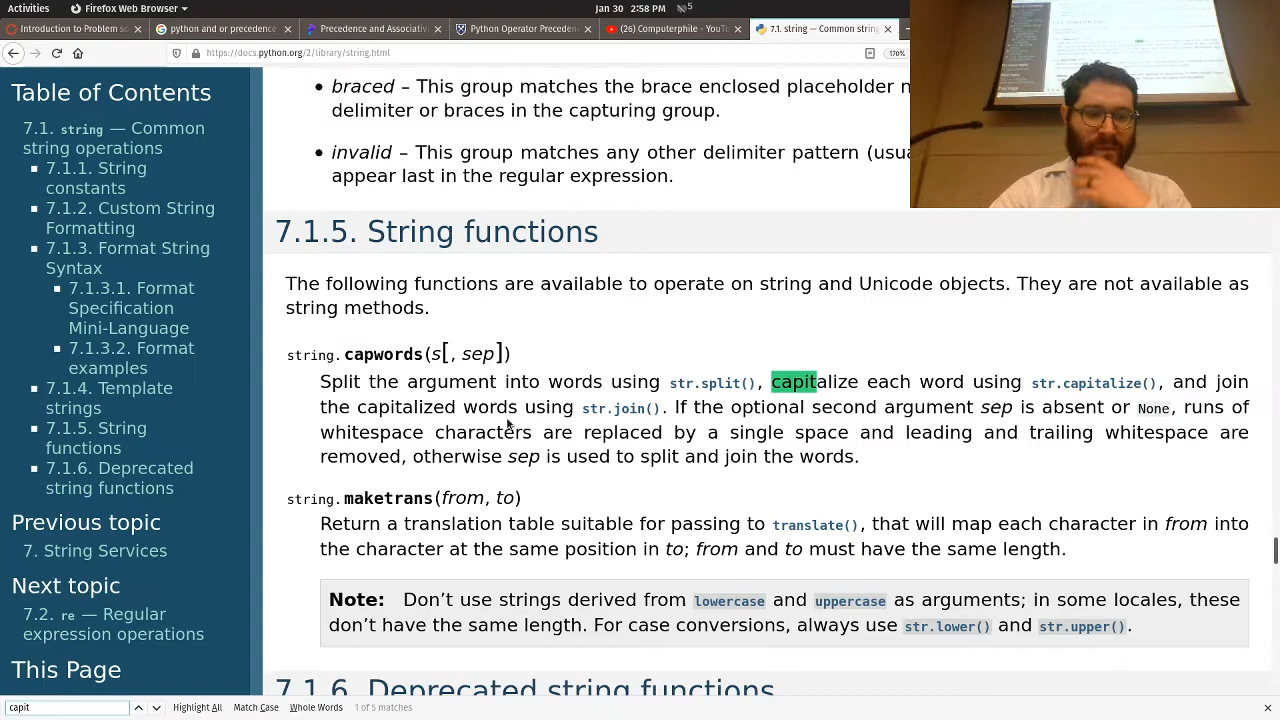 Activities
Firefox Web Browser
Jan 30 2:58 PM
5
Introduction to Problem so
python and or precedence
Python Operators Preceden
Computerphile - YouTube
7.1. string — Common string
https://docs.python.org/2/library/string.html
170%
Table of Contents
7.1. string — Common
string operations
7.1.1. String
constants
7.1.2. Custom String
Formatting
7.1.3. Format String
Syntax
7.1.3.1. Format
Specification
Mini-Language
7.1.3.2. Format
examples
7.1.4. Template
strings
7.1.5. String
functions
7.1.6. Deprecated
string functions
Previous topic
7. String Services
Next topic
7.2. re — Regular
expression operations
This Page
braced – This group matches the brace enclosed placeholder n
delimiter or braces in the capturing group.
invalid – This group matches any other delimiter pattern (usua
appear last in the regular expression.
7.1.5. String functions
The following functions are available to operate on string and Unicode objects. They are not available as
string methods.
string.capwords(s[, sep])
Split the argument into words using str.split(), capitalize each word using str.capitalize(), and join
the capitalized words using str.join(). If the optional second argument sep is absent or None, runs of
whitespace characters are replaced by a single space and leading and trailing whitespace are
removed, otherwise sep is used to split and join the words.
string.maketrans(from, to)
Return a translation table suitable for passing to translate(), that will map each character in from into
the character at the same position in to; from and to must have the same length.
Note: Don’t use strings derived from lowercase and uppercase as arguments; in some locales, these
don’t have the same length. For case conversions, always use str.lower() and str.upper().
7.1.6. Deprecated string functions
capit
Highlight All
Match Case
Whole Words
1 of 5 matches